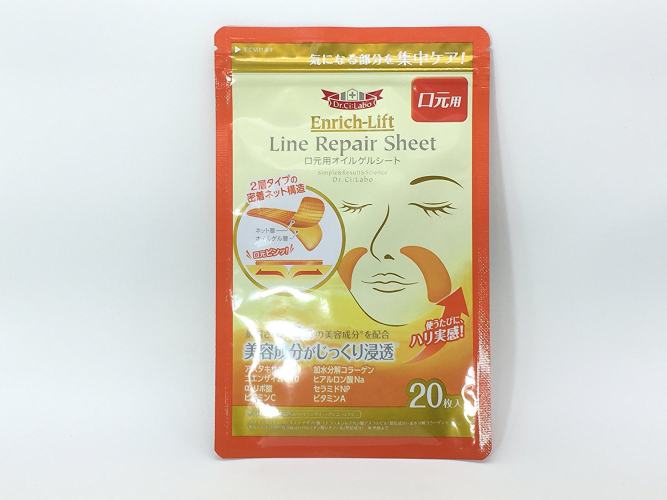 気になる部分を集中ケア!
Dr.Ci:Labo
口元用
Enrich-Lift
Line Repair Sheet
口元用オイルゲルシート
Simple&Result&Science
Dr.Ci:Labo
2層タイプの
密着ネット構造
ネット層
オイルゲル層
口元ピンッ!
使うたびに、
ハリ実感!
の美容成分を配合
美容成分がじっくり浸透
加水分解コラーゲン
ヒアルロン酸Na
セラミドNP
ビタミンC
ビタミンA
20枚入